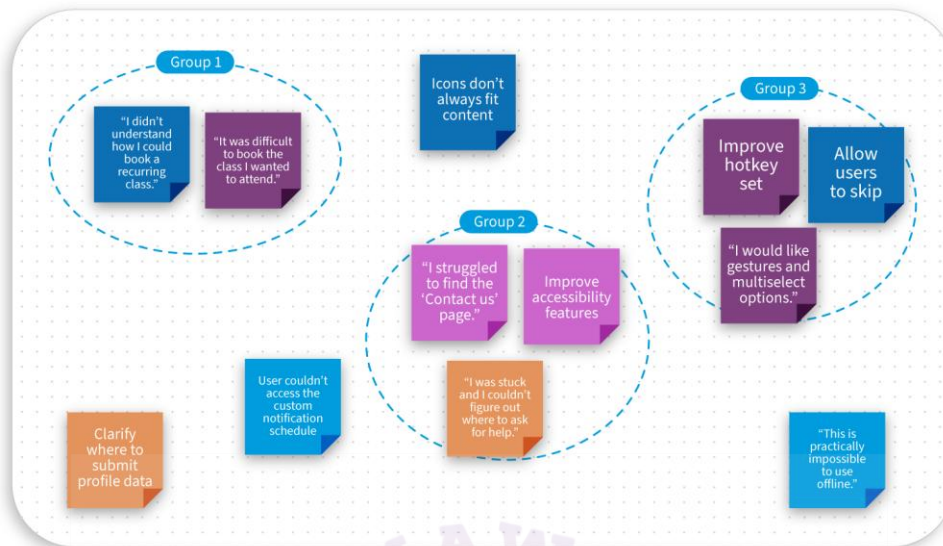 Group 1
“I didn’t
understand
how I could
book a
recurring
class.”
“It was difficult
to book the
class I wanted
to attend.”
Icons don’t
always fit
content
Group 3
Improve
hotkey
set
Allow
users
to skip
“I would like
gestures and
multiselect
options.”
Group 2
“I struggled
to find the
‘Contact us’
page.”
Improve
accessibility
features
“I was stuck
and I couldn’t
figure out
where to ask
for help.”
User couldn’t
access the
custom
notification
schedule
Clarify
where to
submit
profile data
“This is
practically
impossible
to use
offline.”